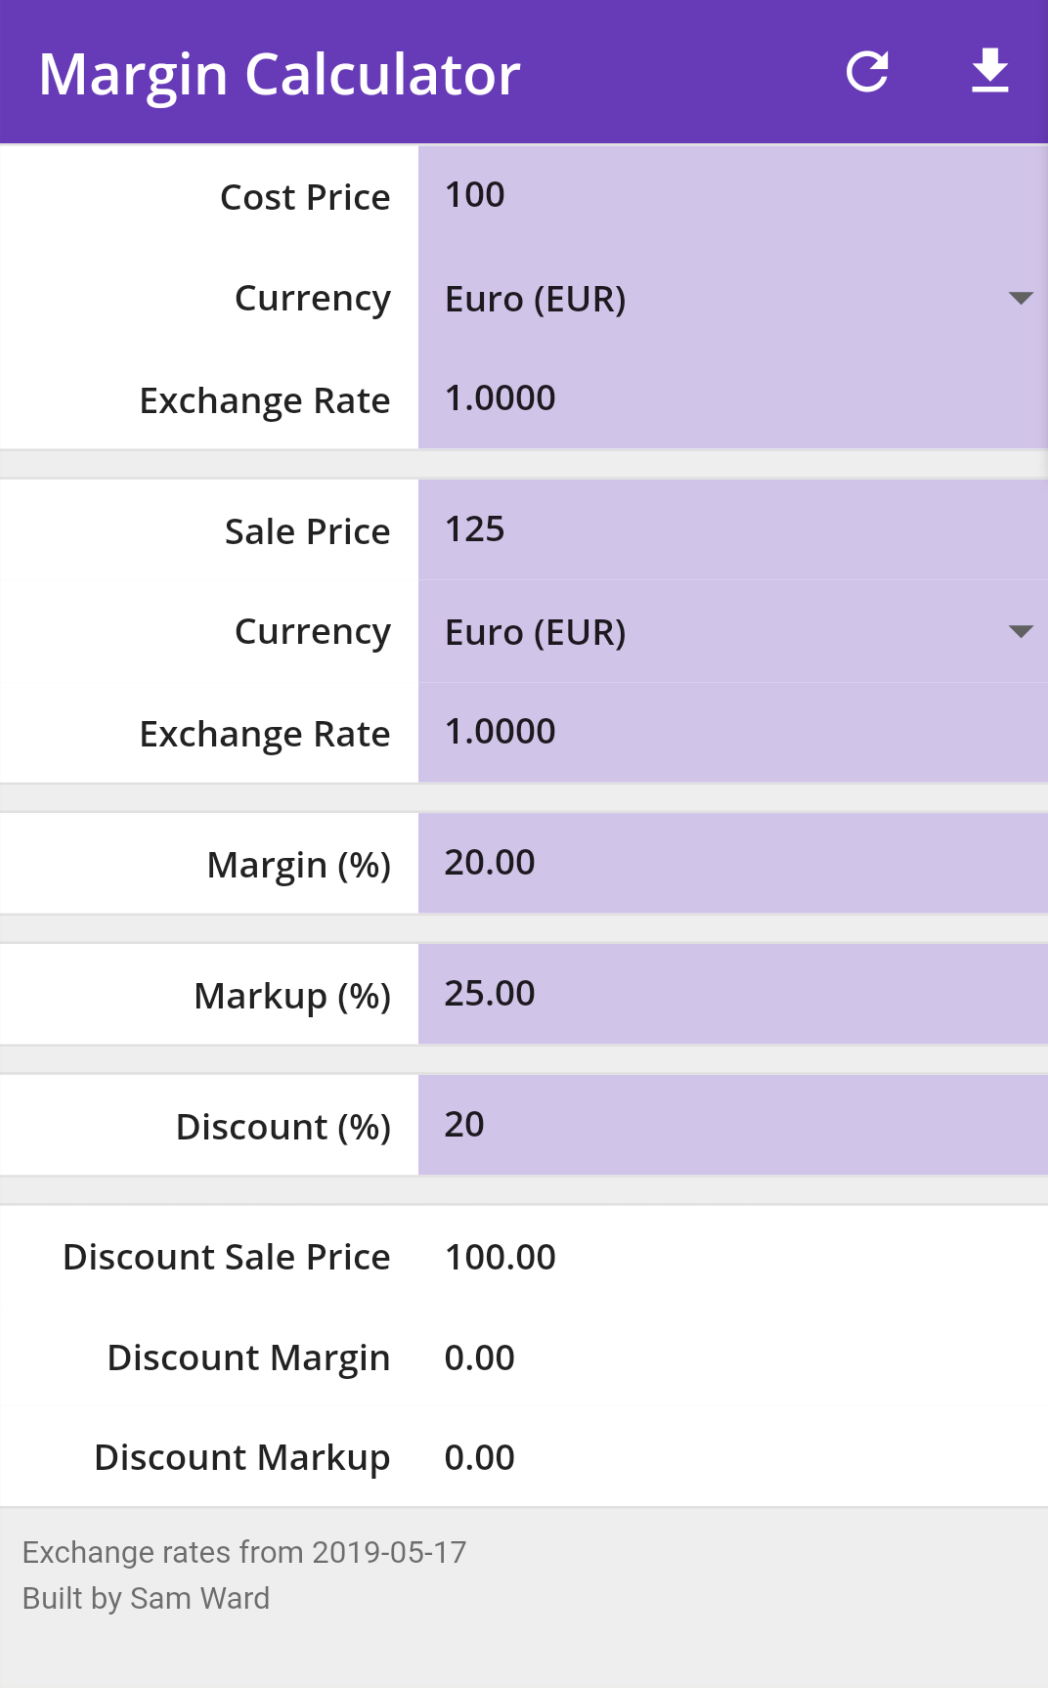 Margin Calculator
Cost Price 100
Currency Euro (EUR)
Exchange Rate 1.0000
Sale Price 125
Currency Euro (EUR)
Exchange Rate 1.0000
Margin (%) 20.00
Markup (%) 25.00
Discount (%) 20
Discount Sale Price 100.00
Discount Margin 0.00
Discount Markup 0.00
Exchange rates from 2019-05-17
Built by Sam Ward